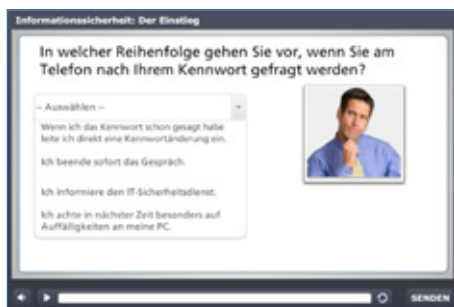 Informationssicherheit: Der Einstieg
In welcher Reihenfolge gehen Sie vor, wenn Sie am
Telefon nach Ihrem Kennwort gefragt werden?
-- Auswählen --
Wenn ich das Kennwort schon gesagt habe
leite ich direkt eine Kennwortänderung ein.
Ich beende sofort das Gespräch.
Ich informiere den IT-Sicherheitsdienst.
Ich achte in nächster Zeit besonders auf
Auffälligkeiten an meine PC.
SENDEN